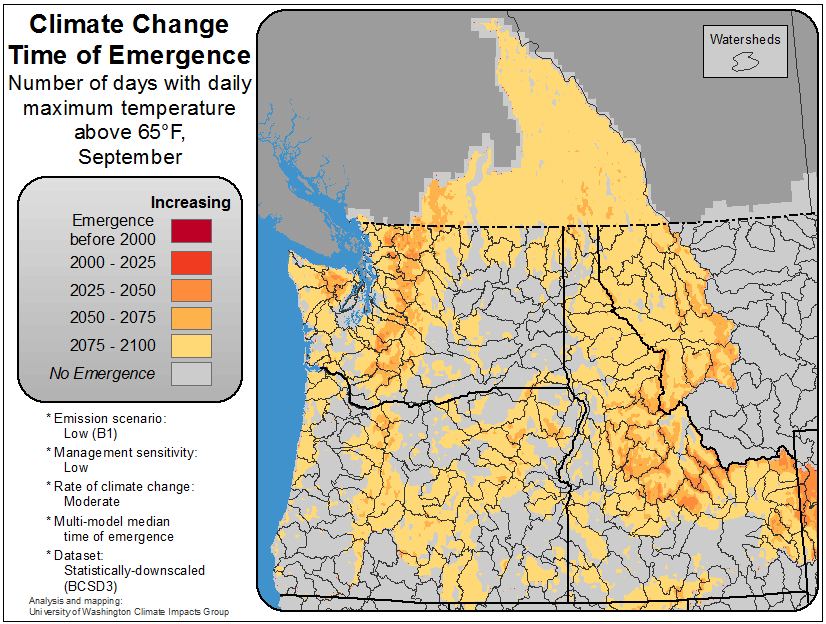 Climate Change
Time of Emergence
Number of days with daily
maximum temperature
above 65°F,
September
Increasing
Emergence
before 2000
2000 - 2025
2025 - 2050
2050 - 2075
2075 - 2100
No Emergence
* Emission scenario:
Low (B1)
* Management sensitivity:
Low
* Rate of climate change:
Moderate
* Multi-model median
time of emergence
* Dataset:
Statistically-downscaled
(BCSD3)
Analysis and mapping:
University of Washington Climate Impacts Group
Watersheds